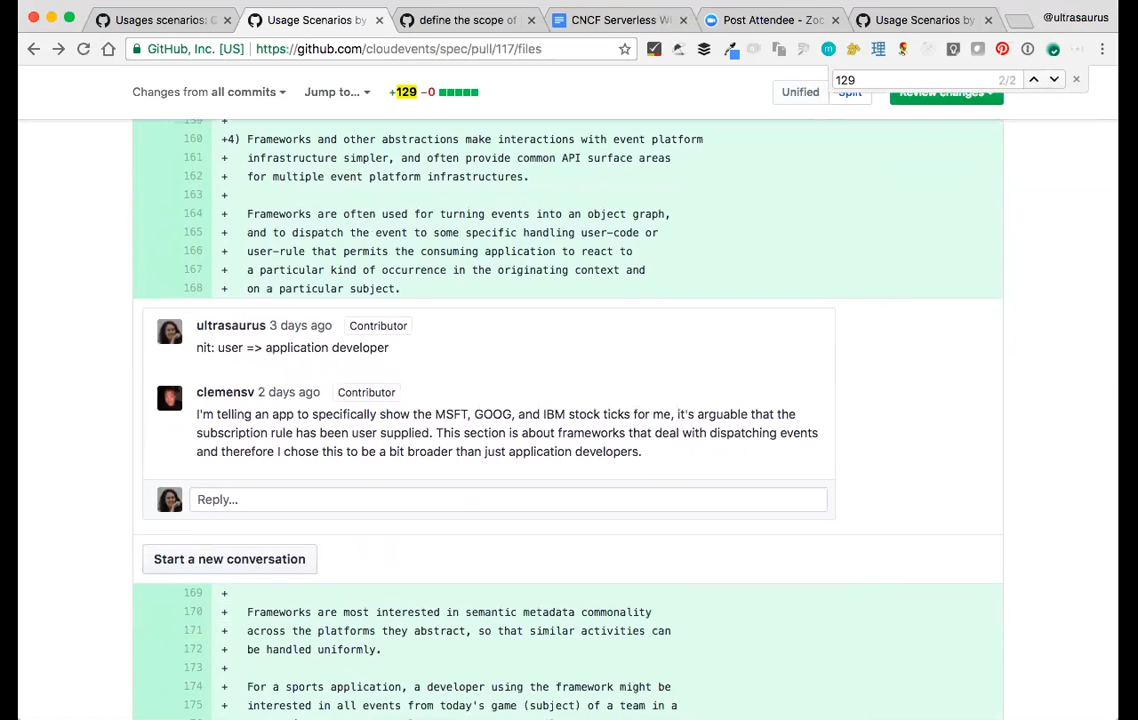 Usages scenarios: C
Usage Scenarios by
define the scope of
CNCF Serverless W
Post Attendee - Zoo
Usage Scenarios by
@ultrasaurus
GitHub, Inc. [US] https://github.com/cloudevents/spec/pull/117/files
129 2/2
Changes from all commits Jump to... +129 −0 Unified Split Review changes
159 +
160 +4) Frameworks and other abstractions make interactions with event platform
161 + infrastructure simpler, and often provide common API surface areas
162 + for multiple event platform infrastructures.
163 +
164 + Frameworks are often used for turning events into an object graph,
165 + and to dispatch the event to some specific handling user-code or
166 + user-rule that permits the consuming application to react to
167 + a particular kind of occurrence in the originating context and
168 + on a particular subject.
ultrasaurus 3 days ago Contributor
nit: user => application developer
clemensv 2 days ago Contributor
I'm telling an app to specifically show the MSFT, GOOG, and IBM stock ticks for me, it's arguable that the
subscription rule has been user supplied. This section is about frameworks that deal with dispatching events
and therefore I chose this to be a bit broader than just application developers.
Reply...
Start a new conversation
169 +
170 + Frameworks are most interested in semantic metadata commonality
171 + across the platforms they abstract, so that similar activities can
172 + be handled uniformly.
173 +
174 + For a sports application, a developer using the framework might be
175 + interested in all events from today's game (subject) of a team in a